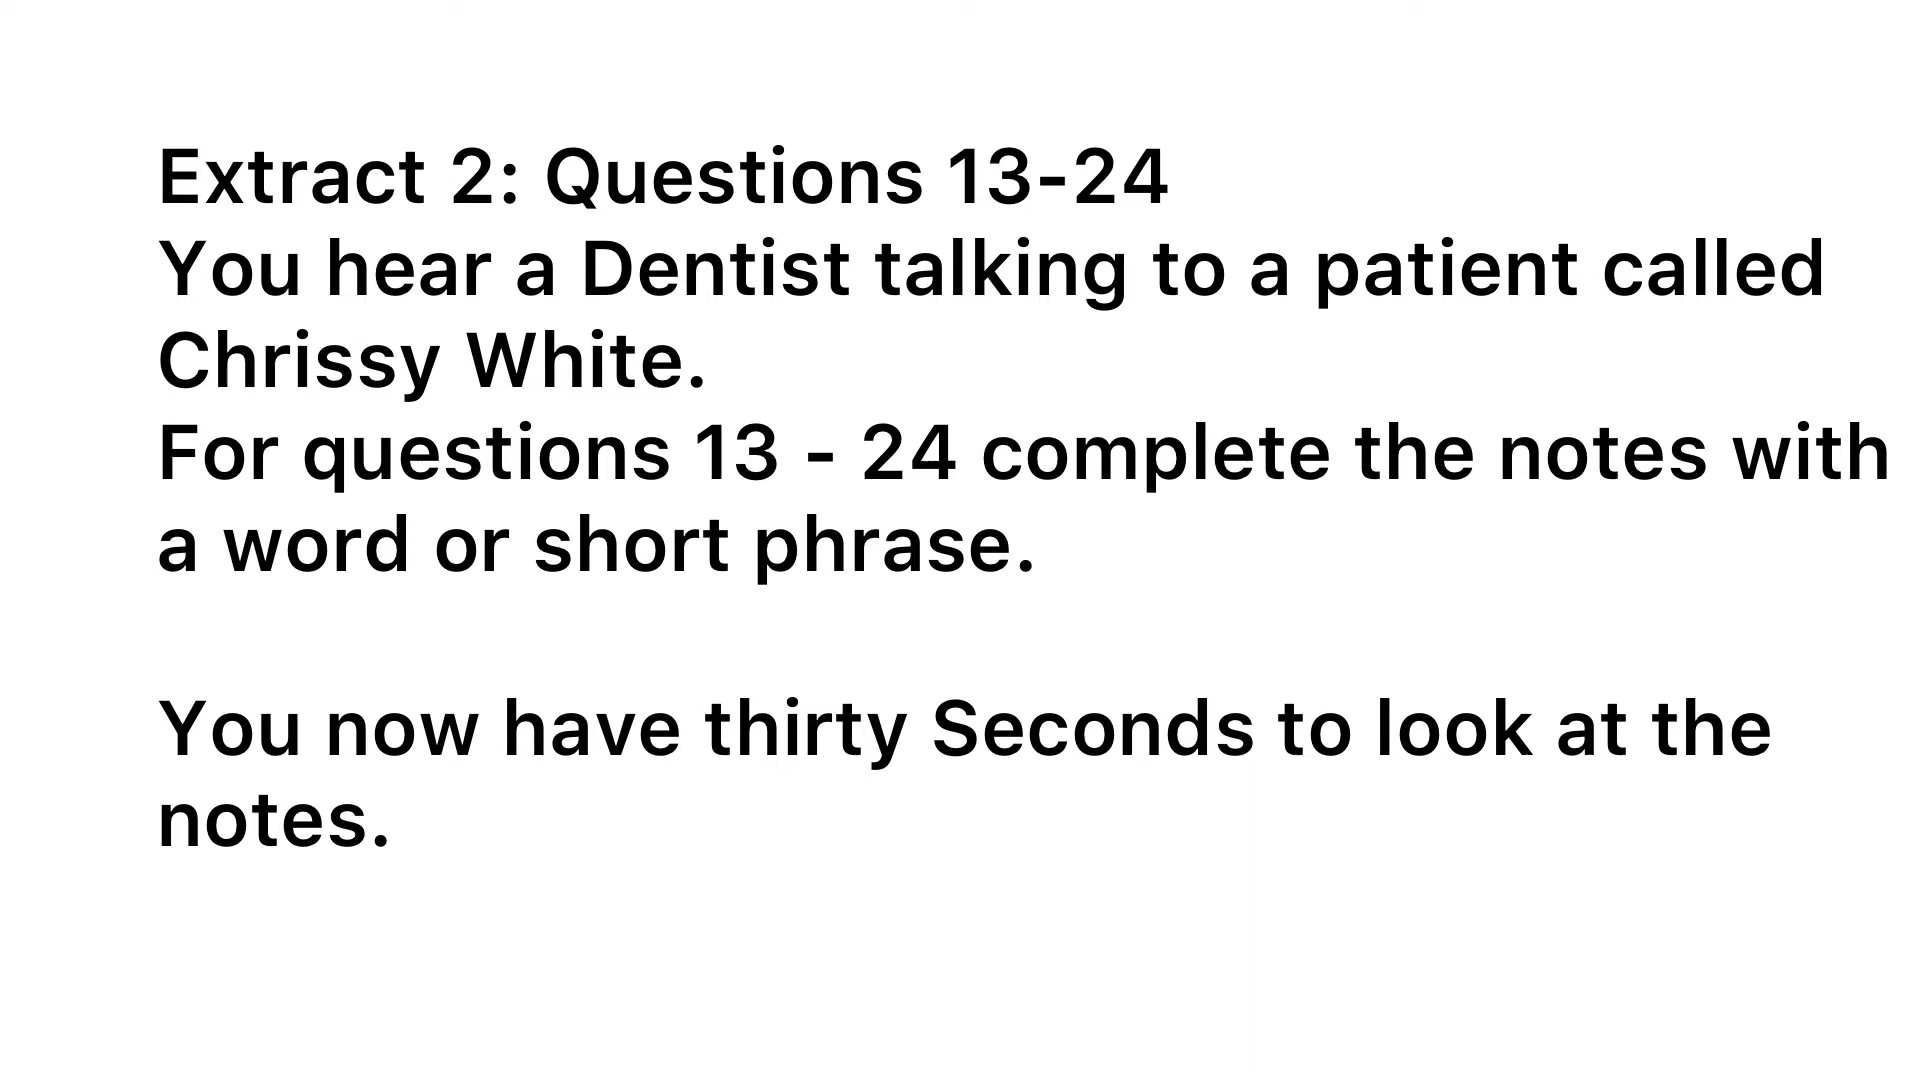 Extract 2: Questions 13-24
You hear a Dentist talking to a patient called
Chrissy White.
For questions 13 - 24 complete the notes with
a word or short phrase.
You now have thirty Seconds to look at the
notes.